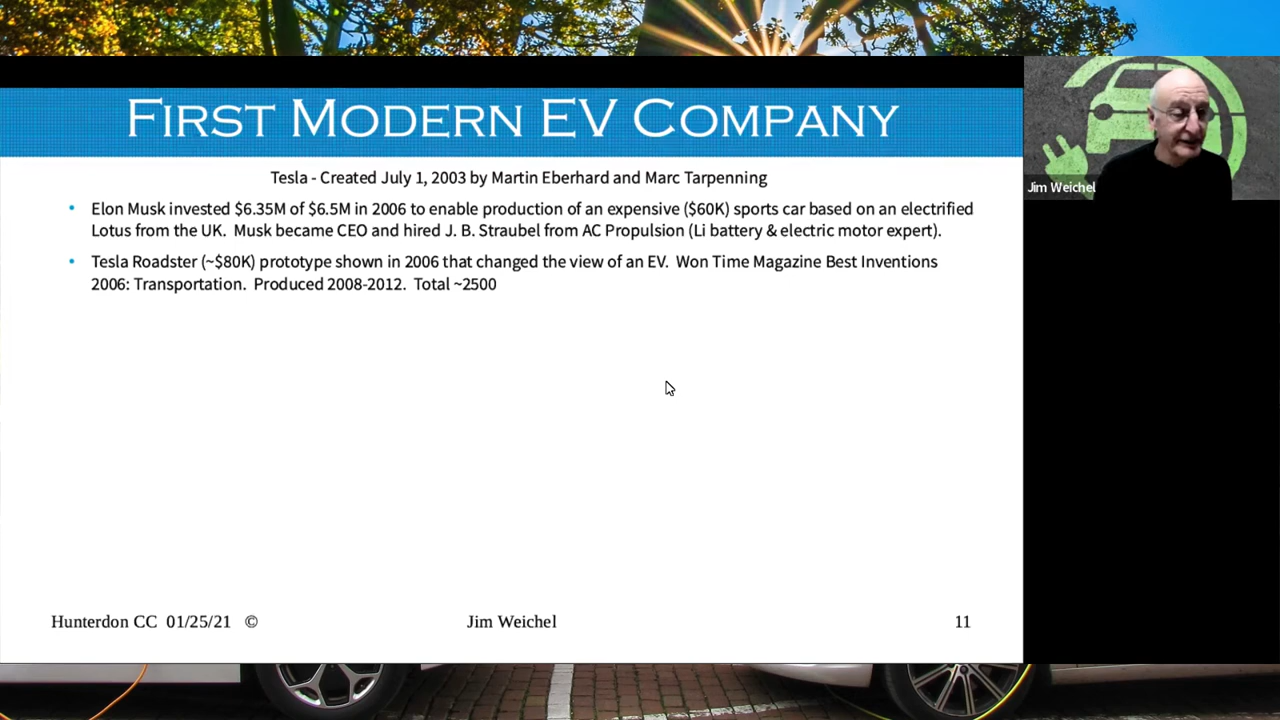 First Modern EV Company
Tesla - Created July 1, 2003 by Martin Eberhard and Marc Tarpenning
• Elon Musk invested $6.35M of $6.5M in 2006 to enable production of an expensive ($60K) sports car based on an electrified
Lotus from the UK.  Musk became CEO and hired J. B. Straubel from AC Propulsion (Li battery & electric motor expert).
• Tesla Roadster (~$80K) prototype shown in 2006 that changed the view of an EV.  Won Time Magazine Best Inventions
2006: Transportation.  Produced 2008-2012.  Total ~2500
Hunterdon CC  01/25/21  ©
Jim Weichel
11
Jim Weichel